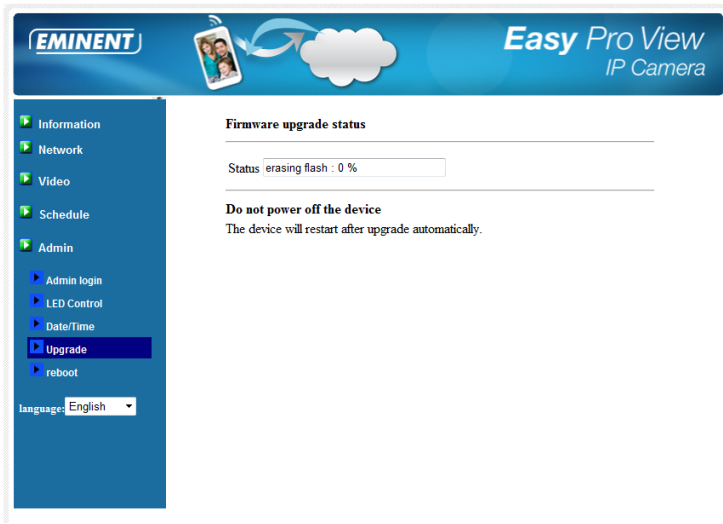 EMINENT
Easy Pro View
IP Camera
Information
Network
Video
Schedule
Admin
Admin login
LED Control
Date/Time
Upgrade
reboot
language: English
Firmware upgrade status
Status erasing flash : 0 %
Do not power off the device
The device will restart after upgrade automatically.